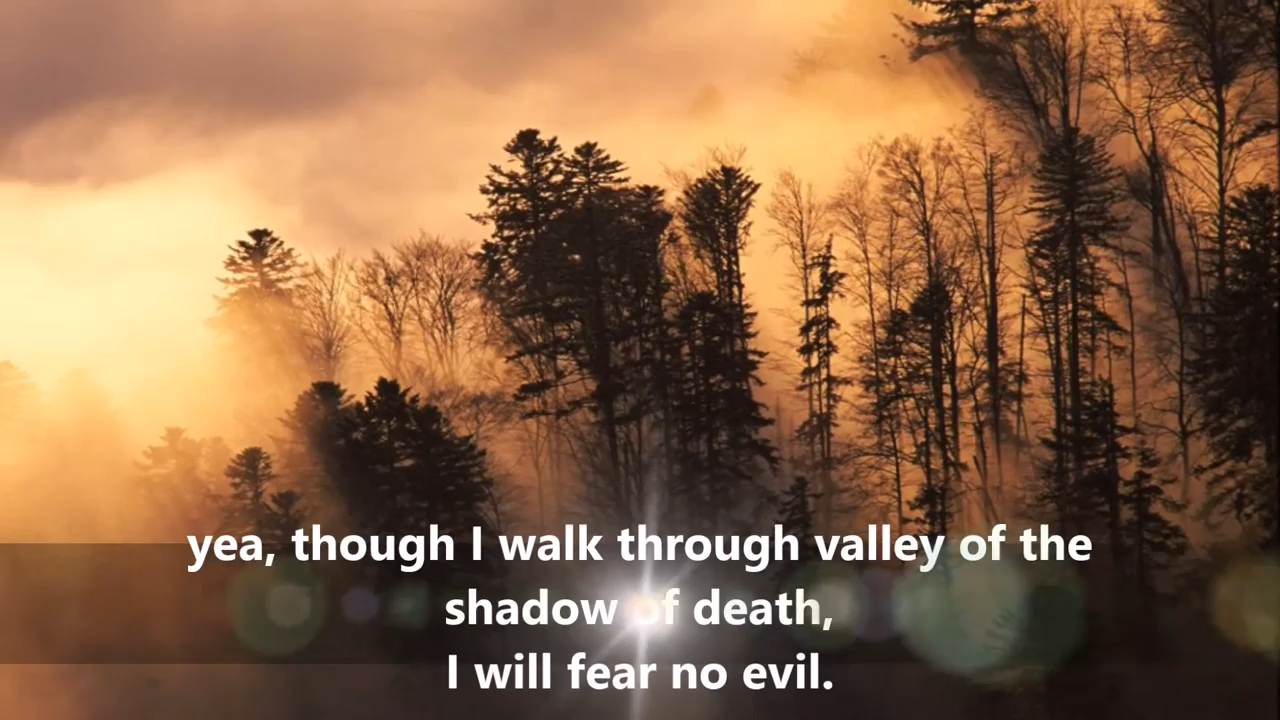 yea, though I walk through valley of the
shadow of death,
I will fear no evil.